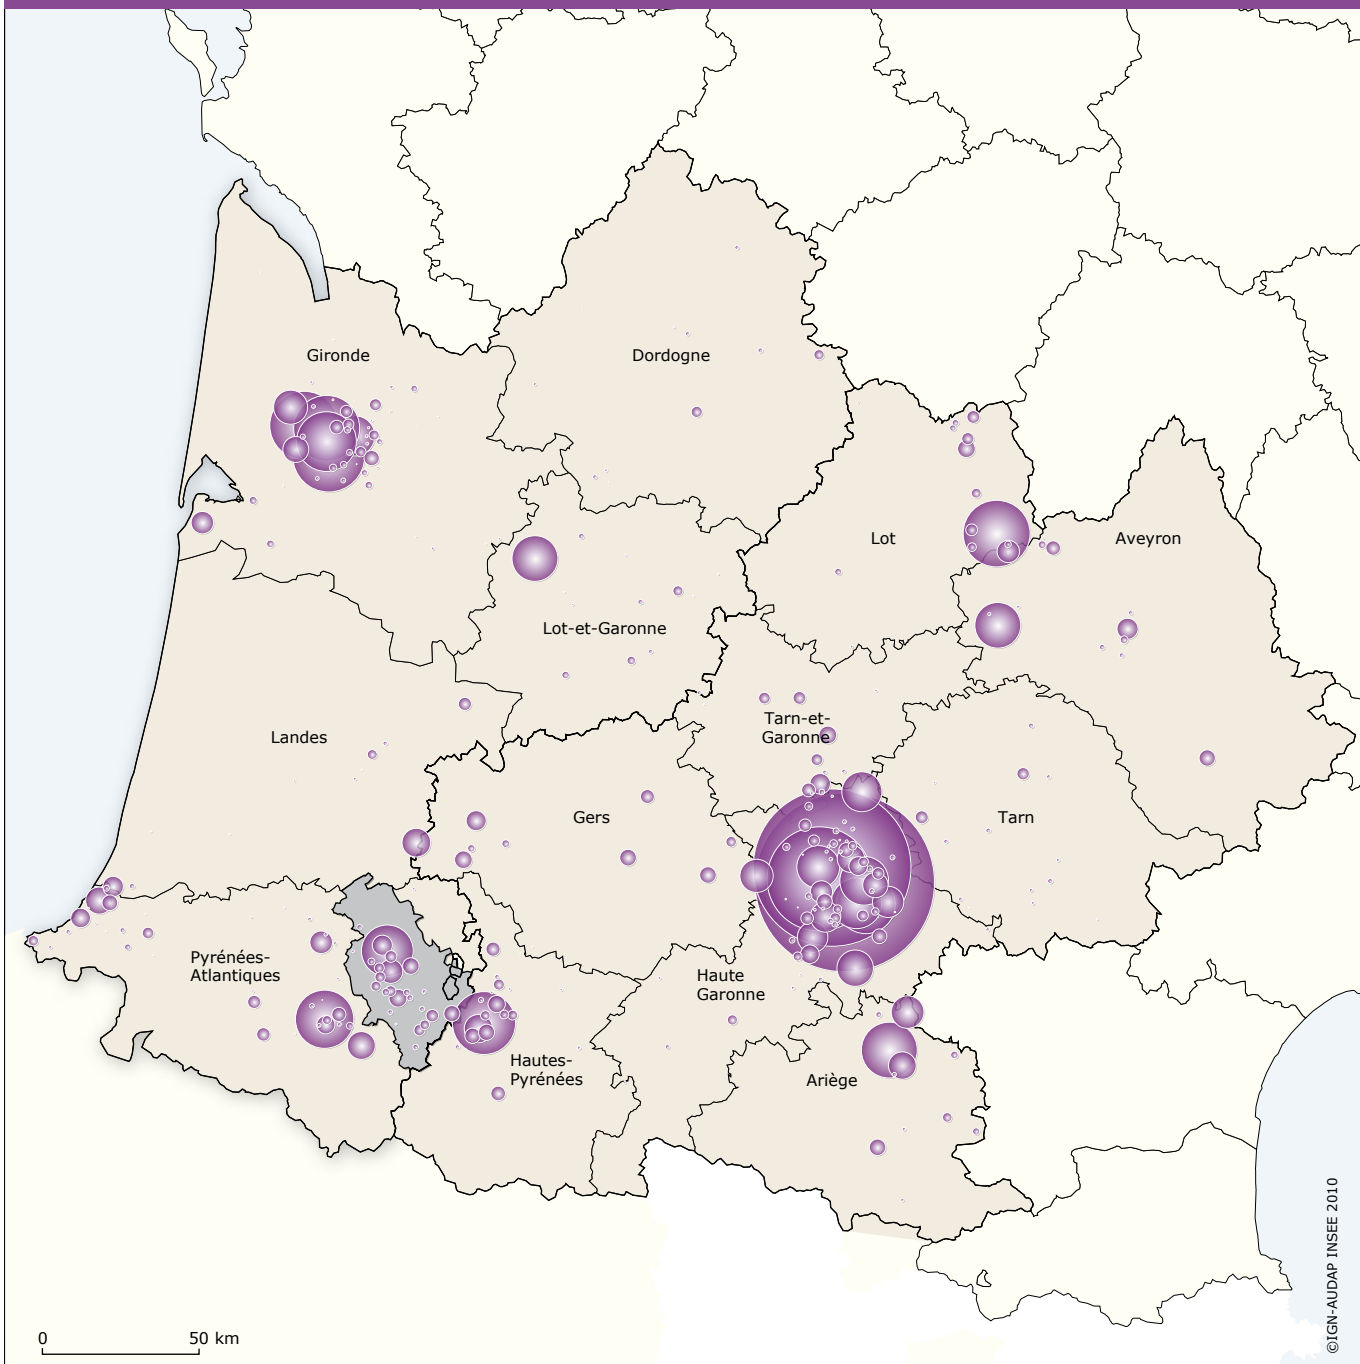 Gironde
Dordogne
Lot
Aveyron
Lot-et-Garonne
Tarn-et-
Garonne
Landes
Gers
Tarn
Pyrénées-
Atlantiques
Haute
Garonne
Hautes-
Pyrénées
Ariège
0 50 km
©IGN-AUDAP INSEE 2010